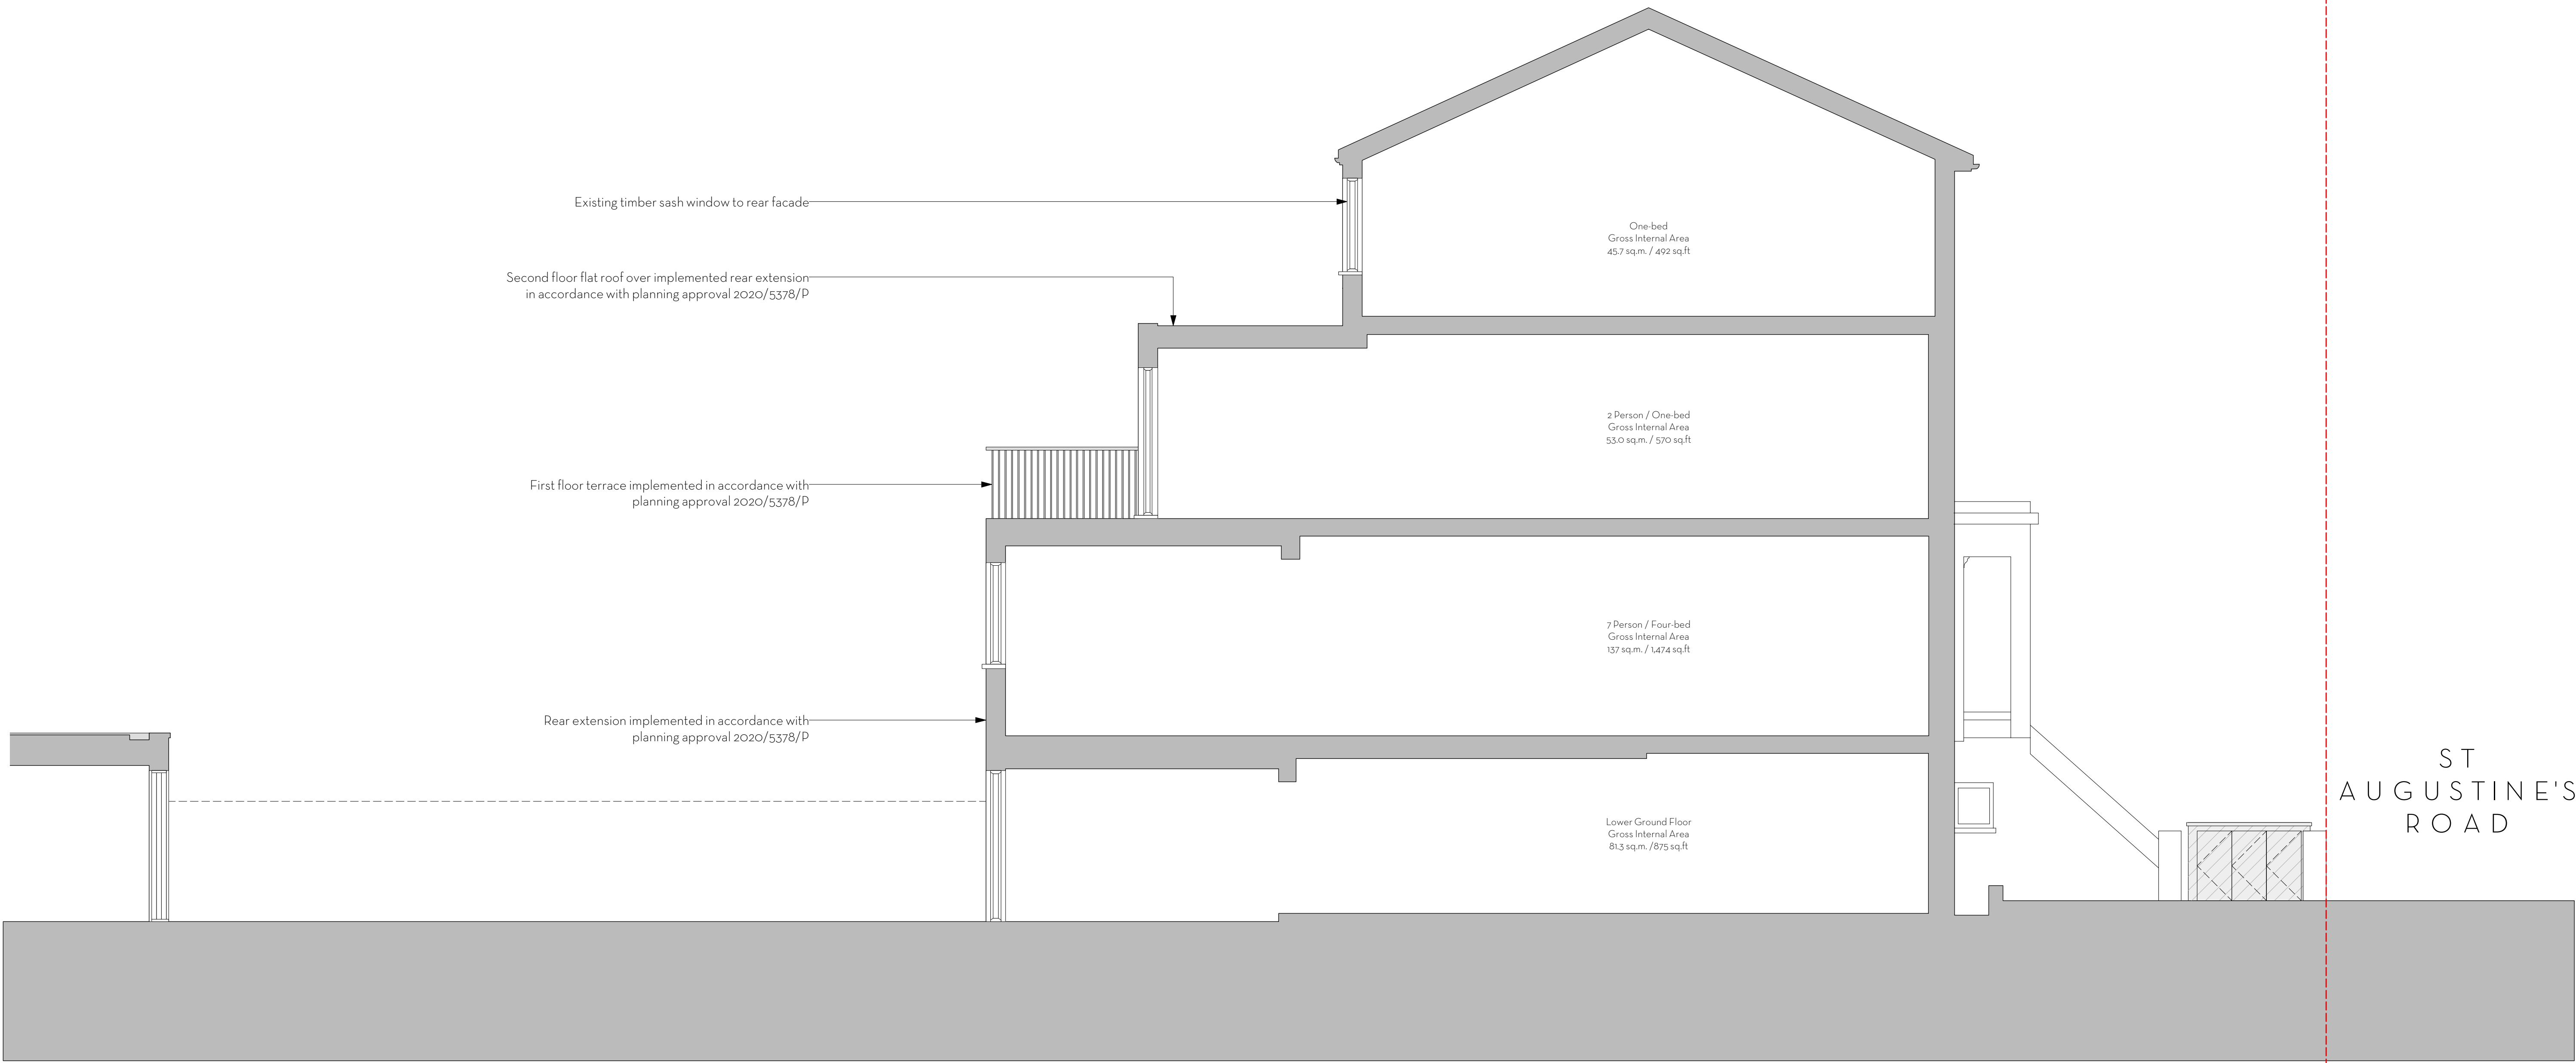 Existing timber sash window to rear facade
One-bed
Gross Internal Area
45.7 sq.m. / 492 sq.ft
Second floor flat roof over implemented rear extension
in accordance with planning approval 2020/5378/P
2 Person / One-bed
Gross Internal Area
53.0 sq.m. / 570 sq.ft
First floor terrace implemented in accordance with
planning approval 2020/5378/P
7 Person / Four-bed
Gross Internal Area
137 sq.m. / 1,474 sq.ft
Rear extension implemented in accordance with
planning approval 2020/5378/P
Lower Ground Floor
Gross Internal Area
81.3 sq.m. /875 sq.ft
ST
AUGUSTINE'S
ROAD